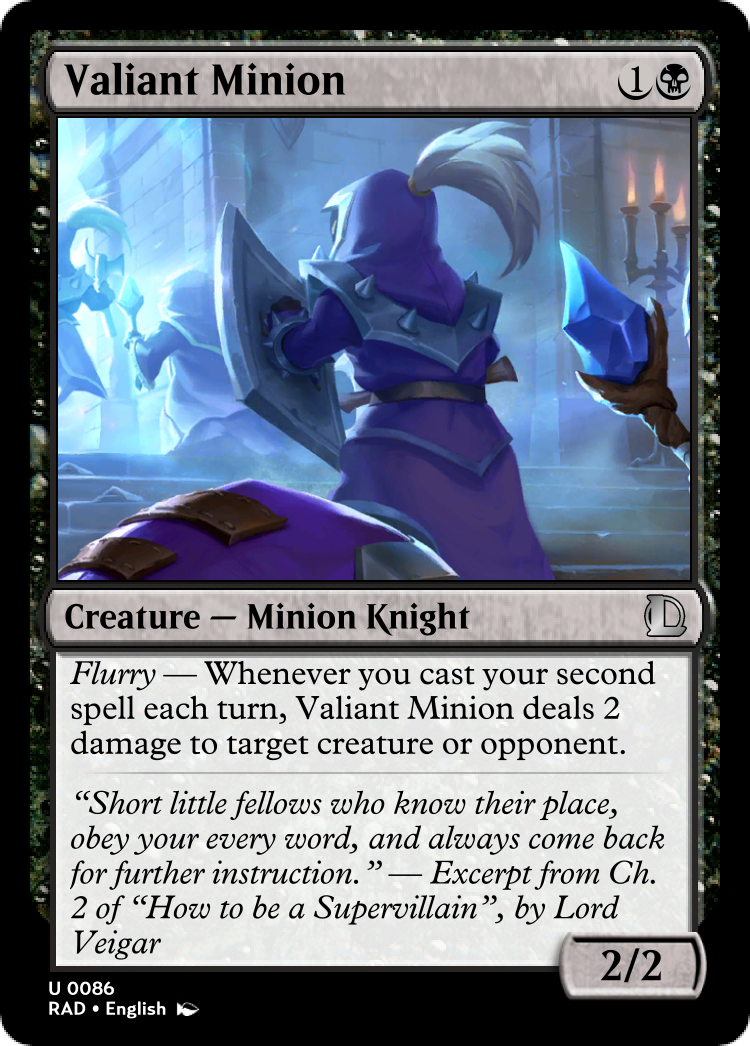 Valiant Minion
1
Creature — Minion Knight
Flurry — Whenever you cast your second
spell each turn, Valiant Minion deals 2
damage to target creature or opponent.
“Short little fellows who know their place,
obey your every word, and always come back
for further instruction.” — Excerpt from Ch.
2 of “How to be a Supervillain”, by Lord
Veigar
2/2
U 0086
RAD • English